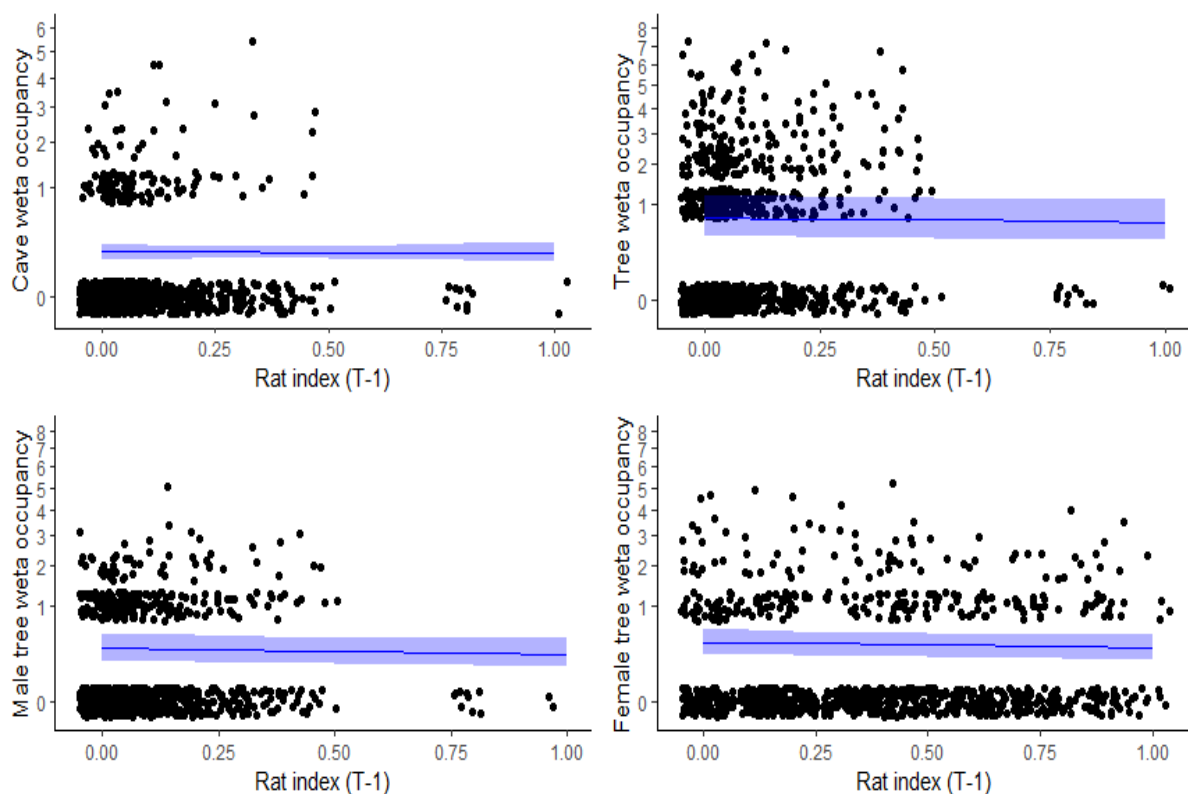 Cave weta occupancy
6
5
4
3
2
1
0
0.00 0.25 0.50 0.75 1.00
Rat index (T-1)
Tree weta occupancy
8
7
6
5
4
3
2
1
0
0.00 0.25 0.50 0.75 1.00
Rat index (T-1)
Male tree weta occupancy
8
7
6
5
4
3
2
1
0
0.00 0.25 0.50 0.75 1.00
Rat index (T-1)
Female tree weta occupancy
8
7
6
5
4
3
2
1
0
0.00 0.25 0.50 0.75 1.00
Rat index (T-1)